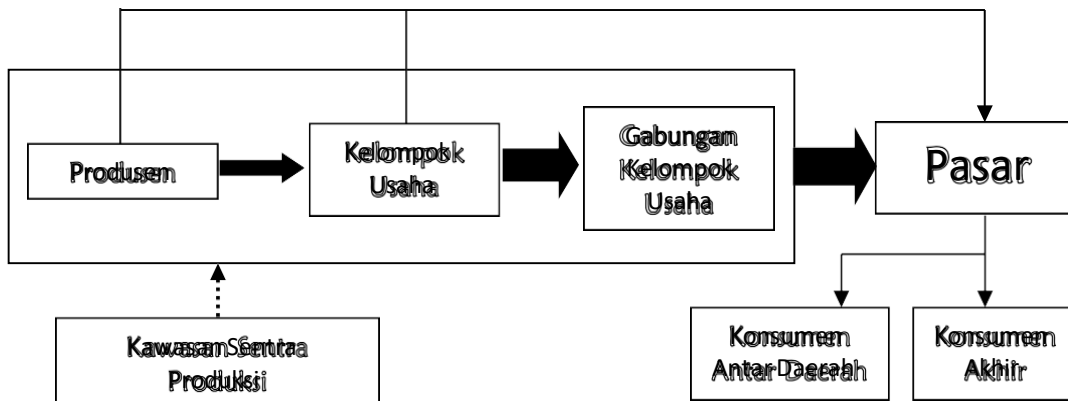 Produsen
Kelompok
Usaha
Gabungan
Kelompok
Usaha
Pasar
Kawasan Sentra
Produksi
Konsumen
Antar Daerah
Konsumen
Akhir